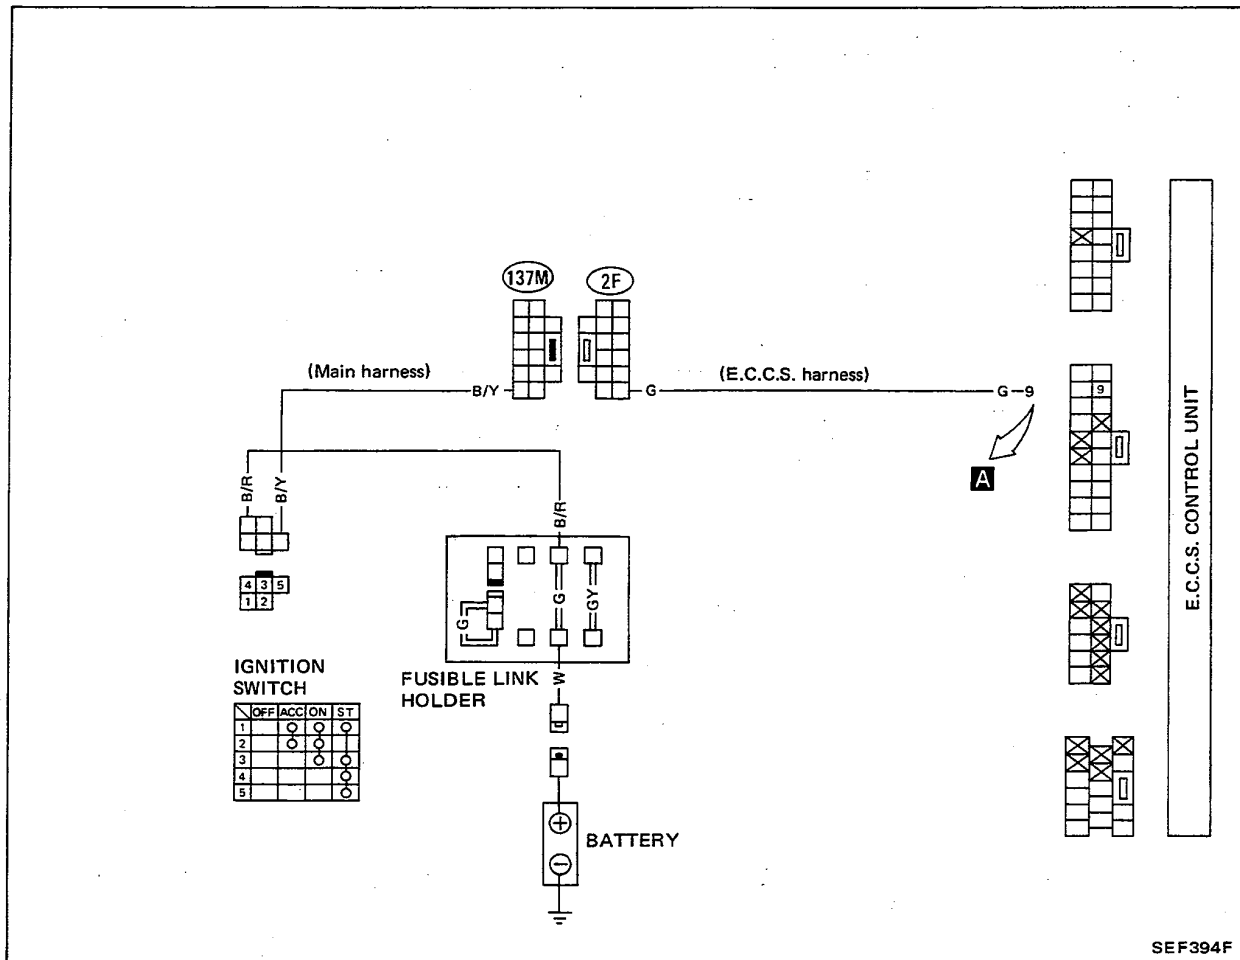 137M 2F
(Main harness) (E.C.C.S. harness)
B/Y G G 9
A
9
B/R B/Y B/R
4 3 5
1 2
G G GY
IGNITION
SWITCH
FUSIBLE LINK
HOLDER
W
OFF ACC ON ST
1
2
3
4
5
BATTERY
E.C.C.S. CONTROL UNIT
SEF394F